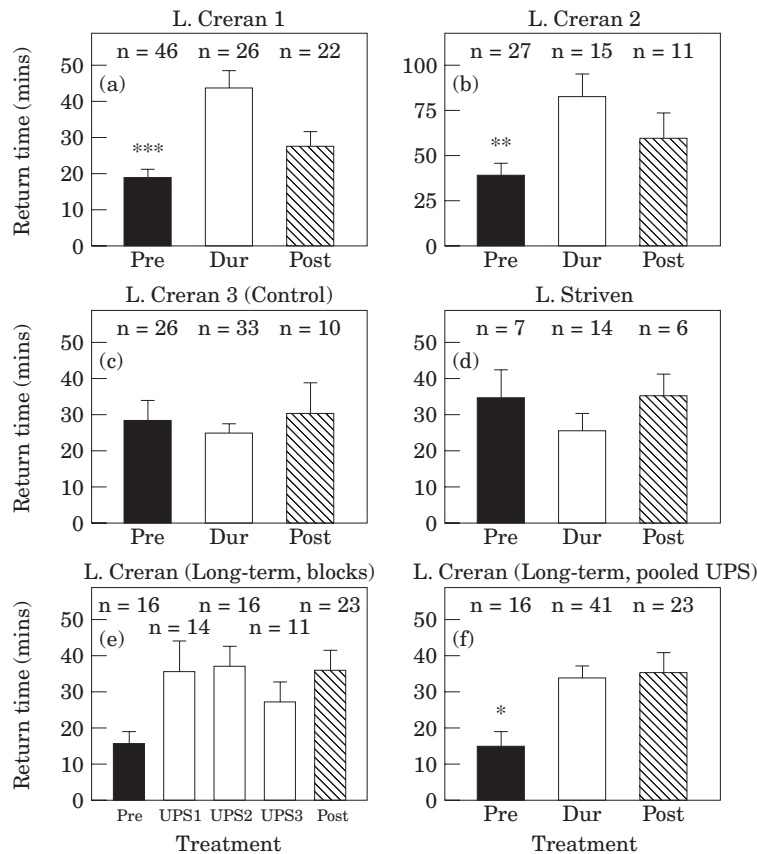 L. Creran 1
n = 46 n = 26 n = 22
(a)
***
50
40
30
20
10
0
Return time (mins)
Pre Dur Post
L. Creran 2
n = 27 n = 15 n = 11
(b)
**
100
75
50
25
0
Pre Dur Post
L. Creran 3 (Control)
n = 26 n = 33 n = 10
(c)
50
40
30
20
10
0
Return time (mins)
Pre Dur Post
L. Striven
n = 7 n = 14 n = 6
(d)
50
40
30
20
10
0
Pre Dur Post
L. Creran (Long-term, blocks)
n = 16 n = 16 n = 23
n = 14 n = 11
(e)
50
40
30
20
10
0
Return time (mins)
Pre UPS1 UPS2 UPS3 Post
Treatment
L. Creran (Long-term, pooled UPS)
n = 16 n = 41 n = 23
(f)
*
50
40
30
20
10
0
Pre Dur Post
Treatment